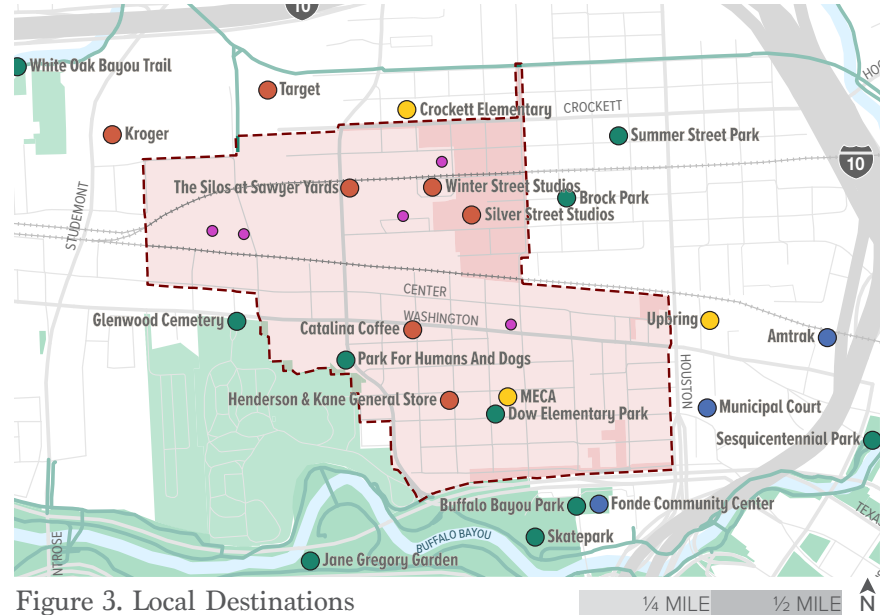 10
White Oak Bayou Trail
Target
Crockett Elementary
CROCKETT
HO
Kroger
Summer Street Park
10
The Silos at Sawyer Yards
Winter Street Studios
Brock Park
Silver Street Studios
STUDEMONT
CENTER
WASHINGTON
Glenwood Cemetery
Catalina Coffee
Upbring
Amtrak
Park For Humans And Dogs
HOUSTON
Henderson & Kane General Store
MECA
Dow Elementary Park
Municipal Court
Sesquicentennial Park
Buffalo Bayou Park
Fonde Community Center
TEXA
BUFFALO BAYOU
Skatepark
NTROSE
Jane Gregory Garden
Figure 3. Local Destinations
¼ MILE
½ MILE
N